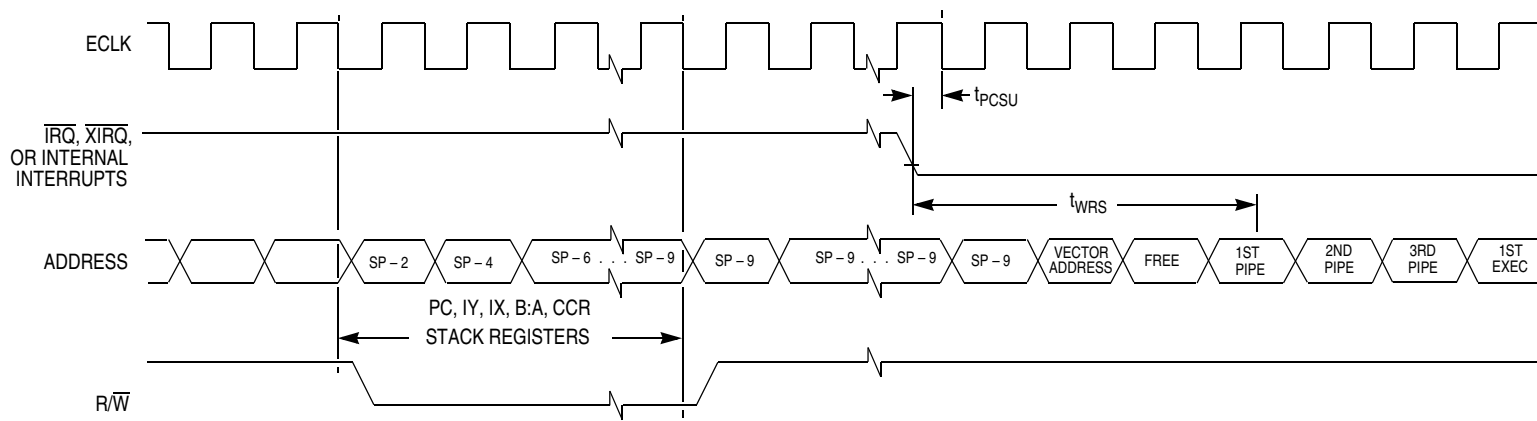 ECLK
tPCSU
IRQ, XIRQ,
OR INTERNAL
INTERRUPTS
tWRS
ADDRESS
SP – 2
SP – 4
SP – 6 . . . SP – 9
SP – 9
SP – 9 . . . SP – 9
SP – 9
VECTOR
ADDRESS
FREE
1ST
PIPE
2ND
PIPE
3RD
PIPE
1ST
EXEC
PC, IY, IX, B:A, CCR
STACK REGISTERS
R/W